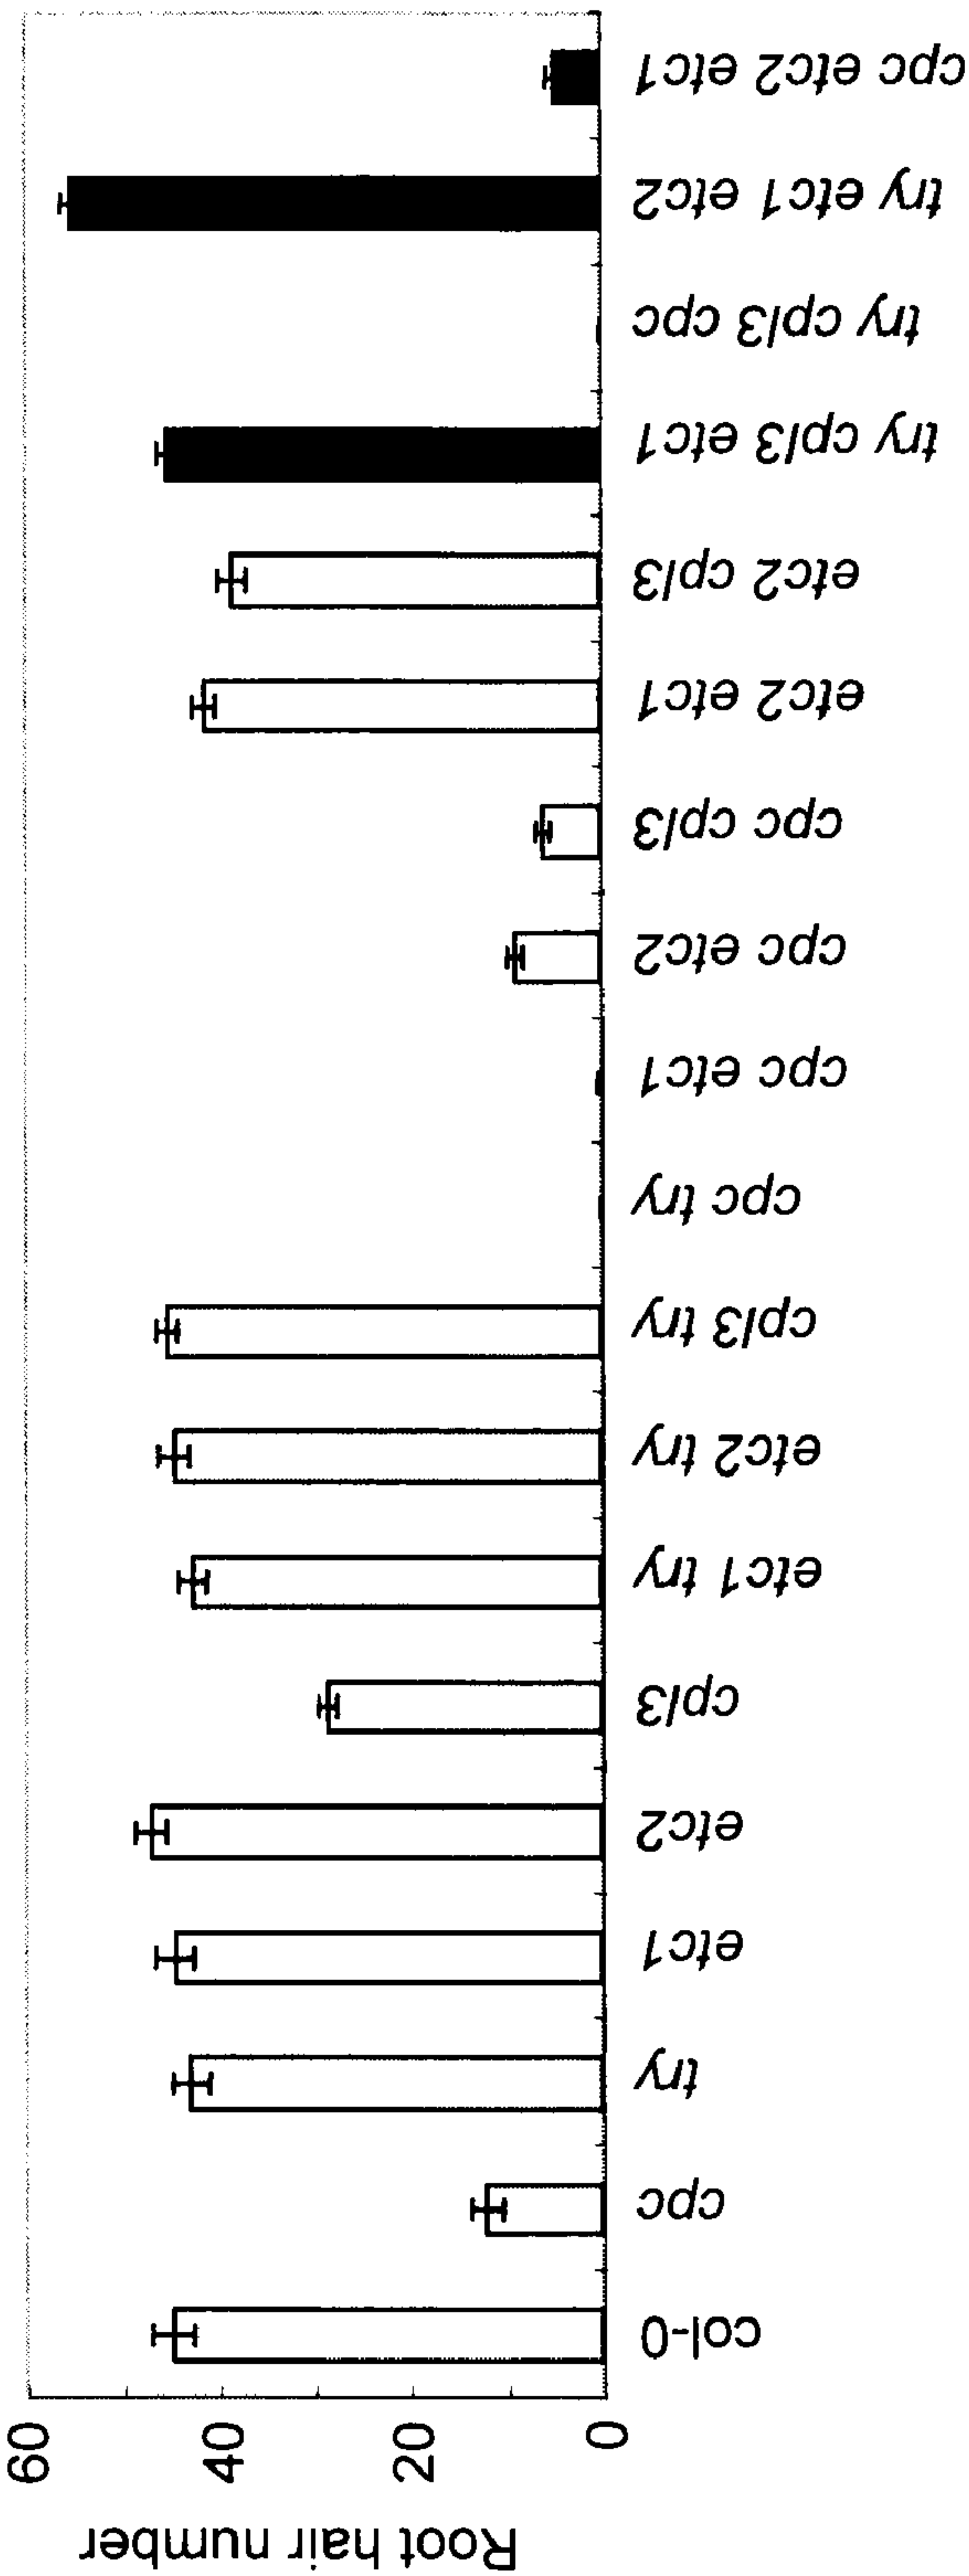 Root hair number
60
40
20
0
col-0
cpc
try
etc1
etc2
cpl3
etc1 try
etc2 try
cpl3 try
cpc try
cpc etc1
cpc etc2
cpc cpl3
etc2 etc1
etc2 cpl3
try cpl3 etc1
try cpl3 cpc
try etc1 etc2
cpc etc2 etc1